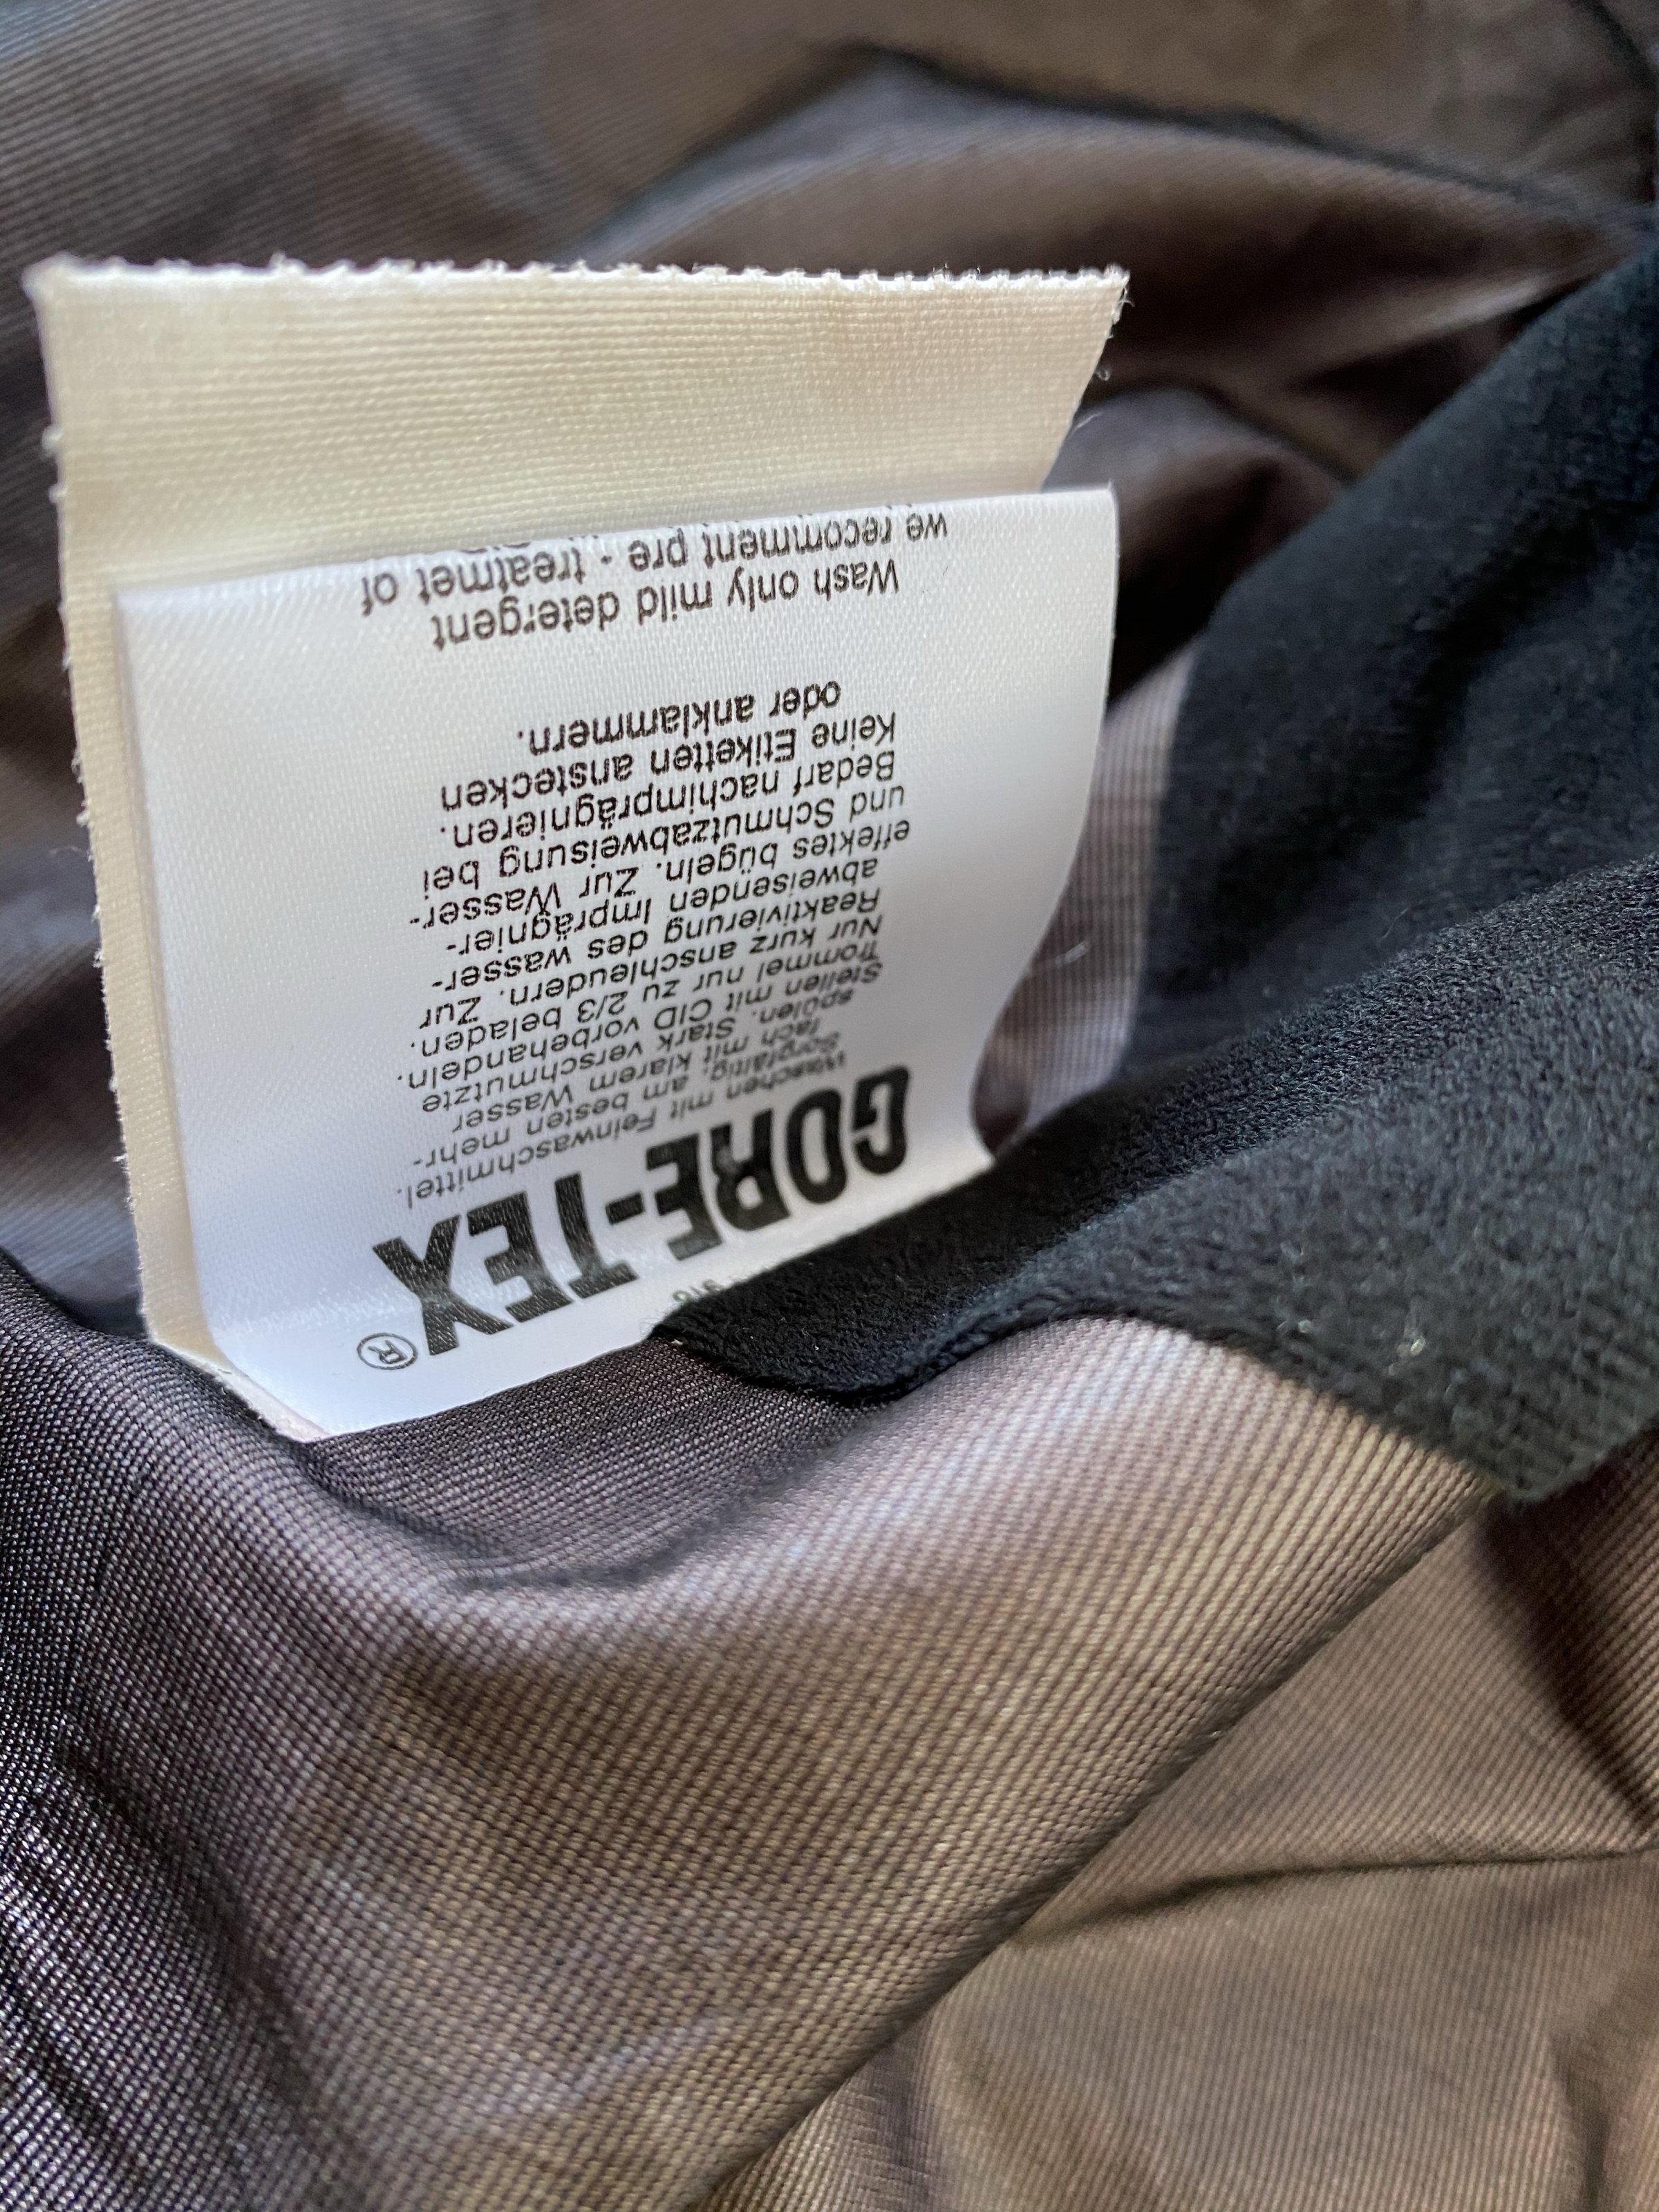 GORE-TEX®
Waschen mit Feinwaschmittel.
Sorgfältig, am besten mehr-
fach mit klarem Wasser
spülen. Stark verschmutzte
Stellen mit CID vorbehandeln.
Trommel nur zu 2/3 beladen.
Nur kurz anschleudern. Zur
Reaktivierung des wasser-
abweisenden Imprägnier-
effektes bügeln. Zur Wasser-
und Schmutzabweisung bei
Bedarf nachimprägnieren.
Keine Etiketten anstecken
oder anklammern.
Wash only mild detergent
we recomment pre - treatmet of